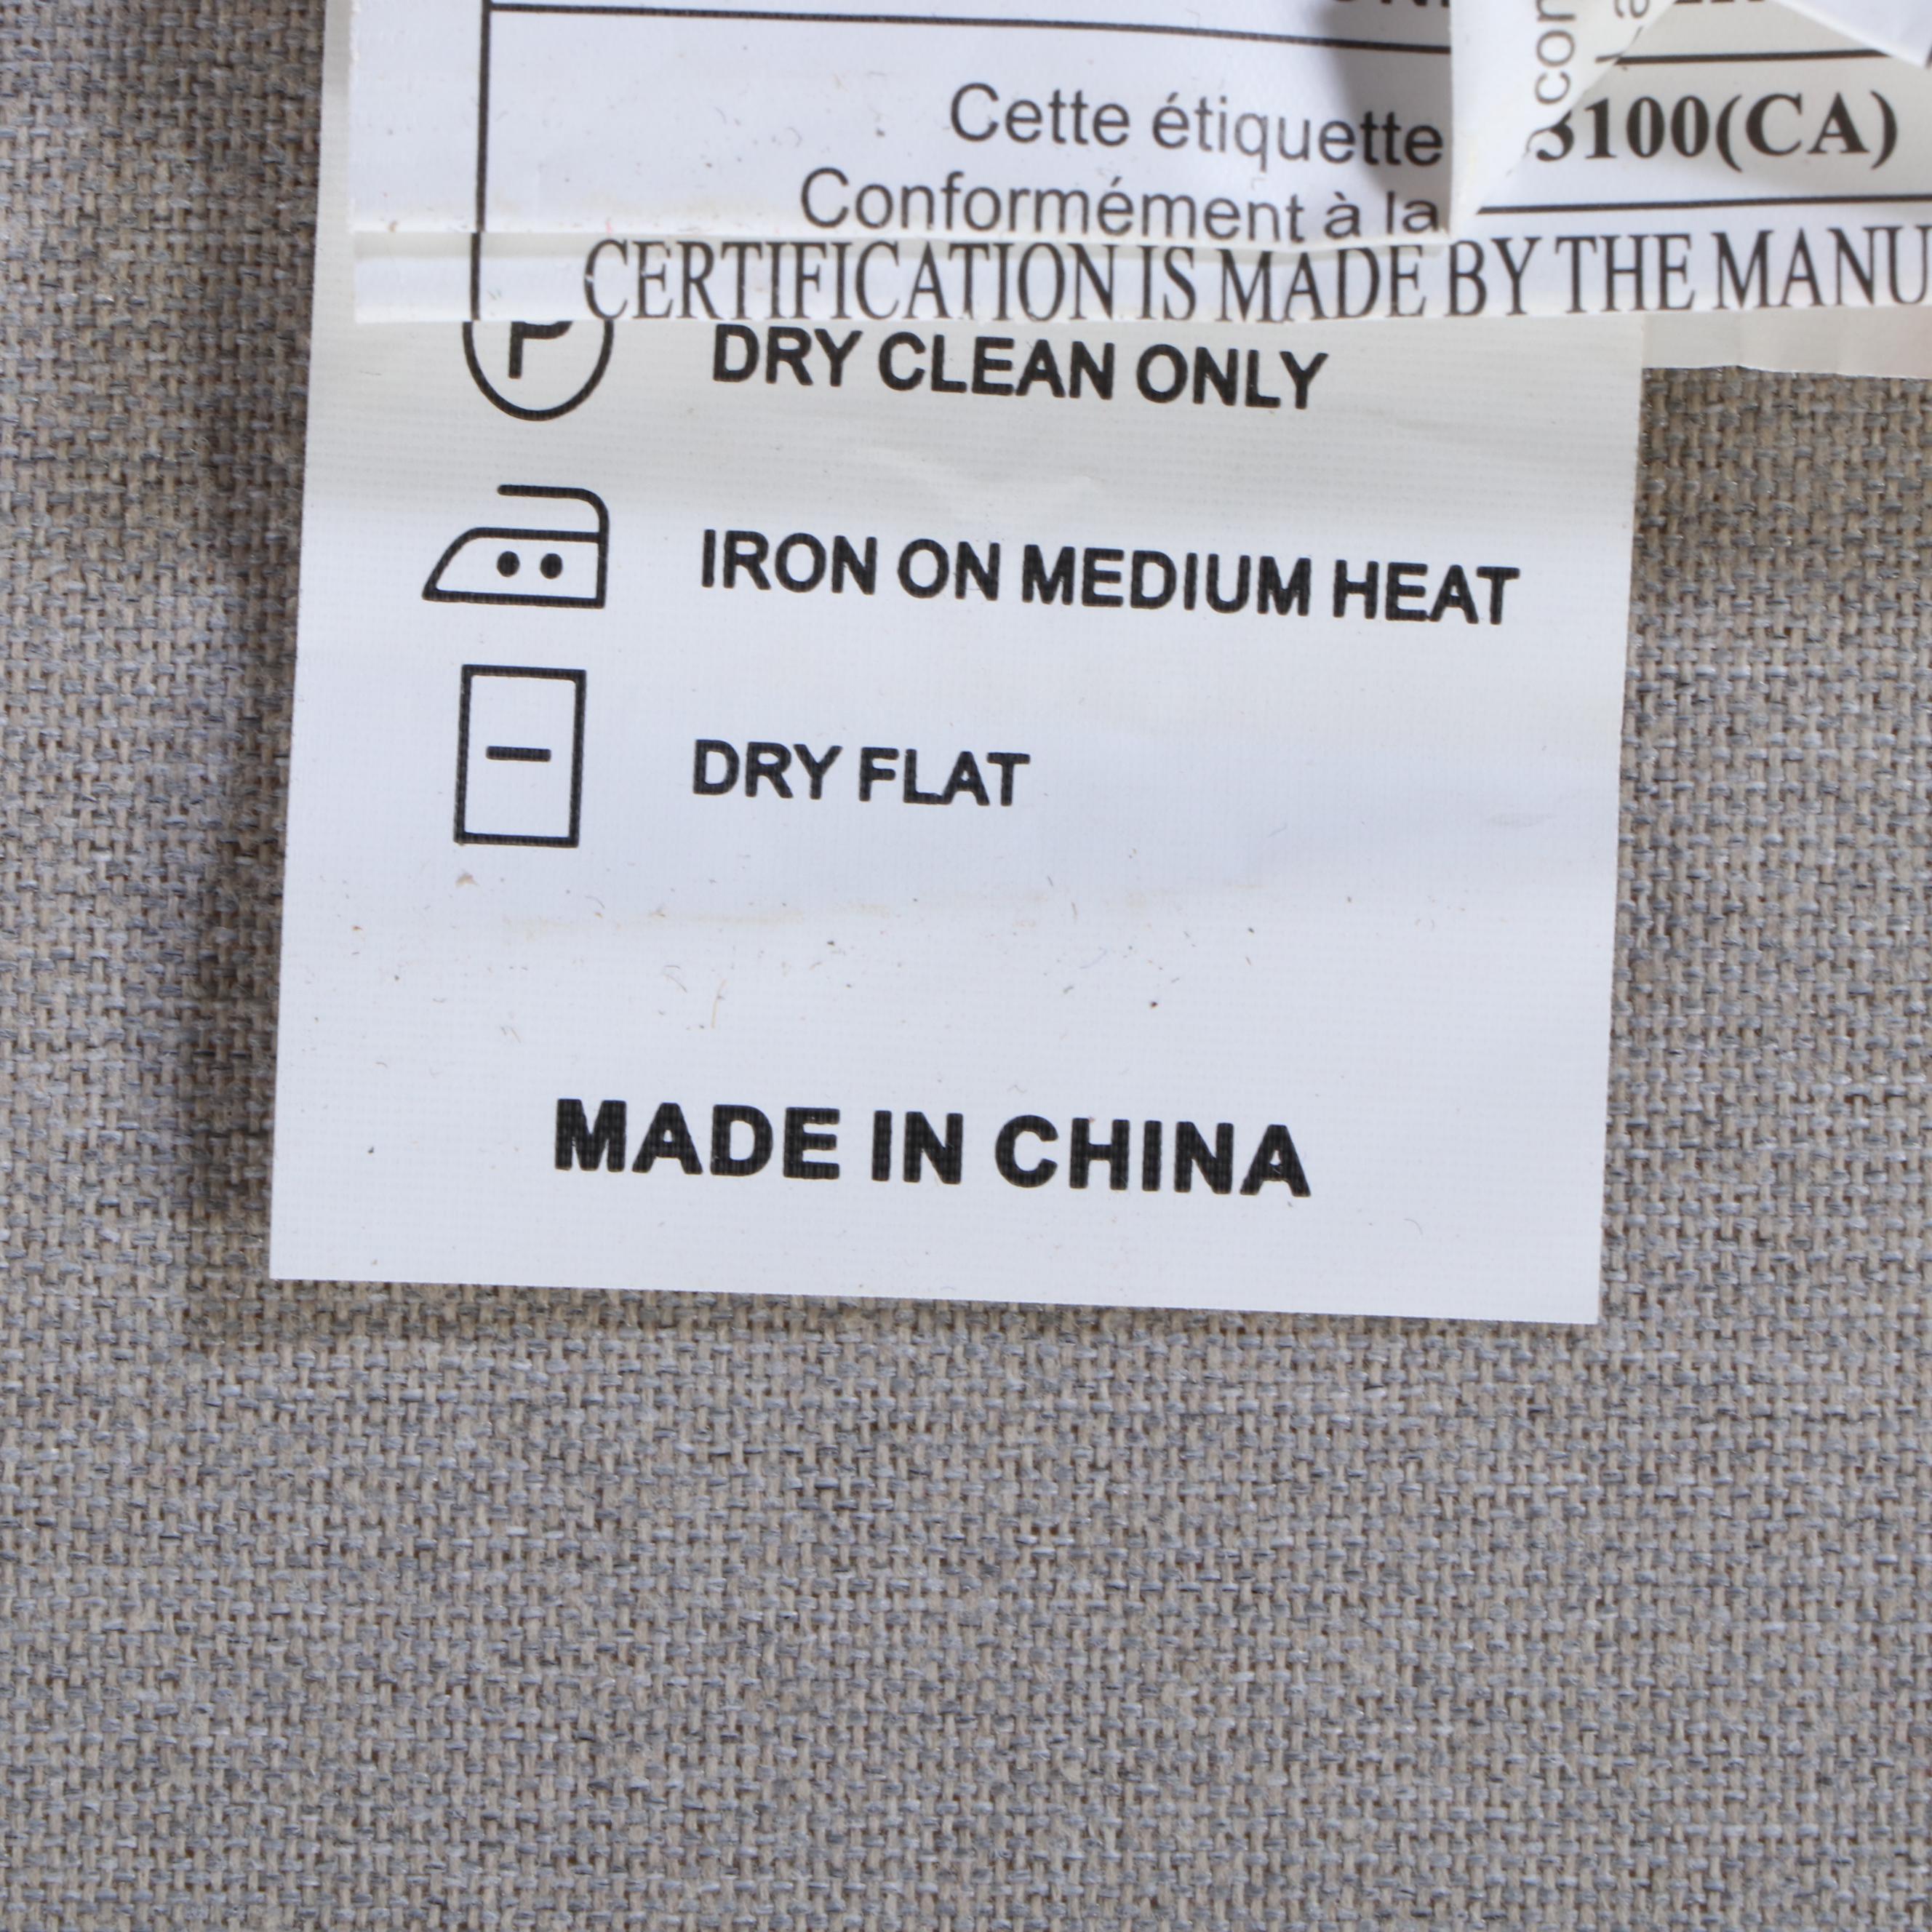 Cette étiquette
3100(CA)
Conformément à la
CERTIFICATION IS MADE BY THE MANU
P DRY CLEAN ONLY
IRON ON MEDIUM HEAT
DRY FLAT
MADE IN CHINA